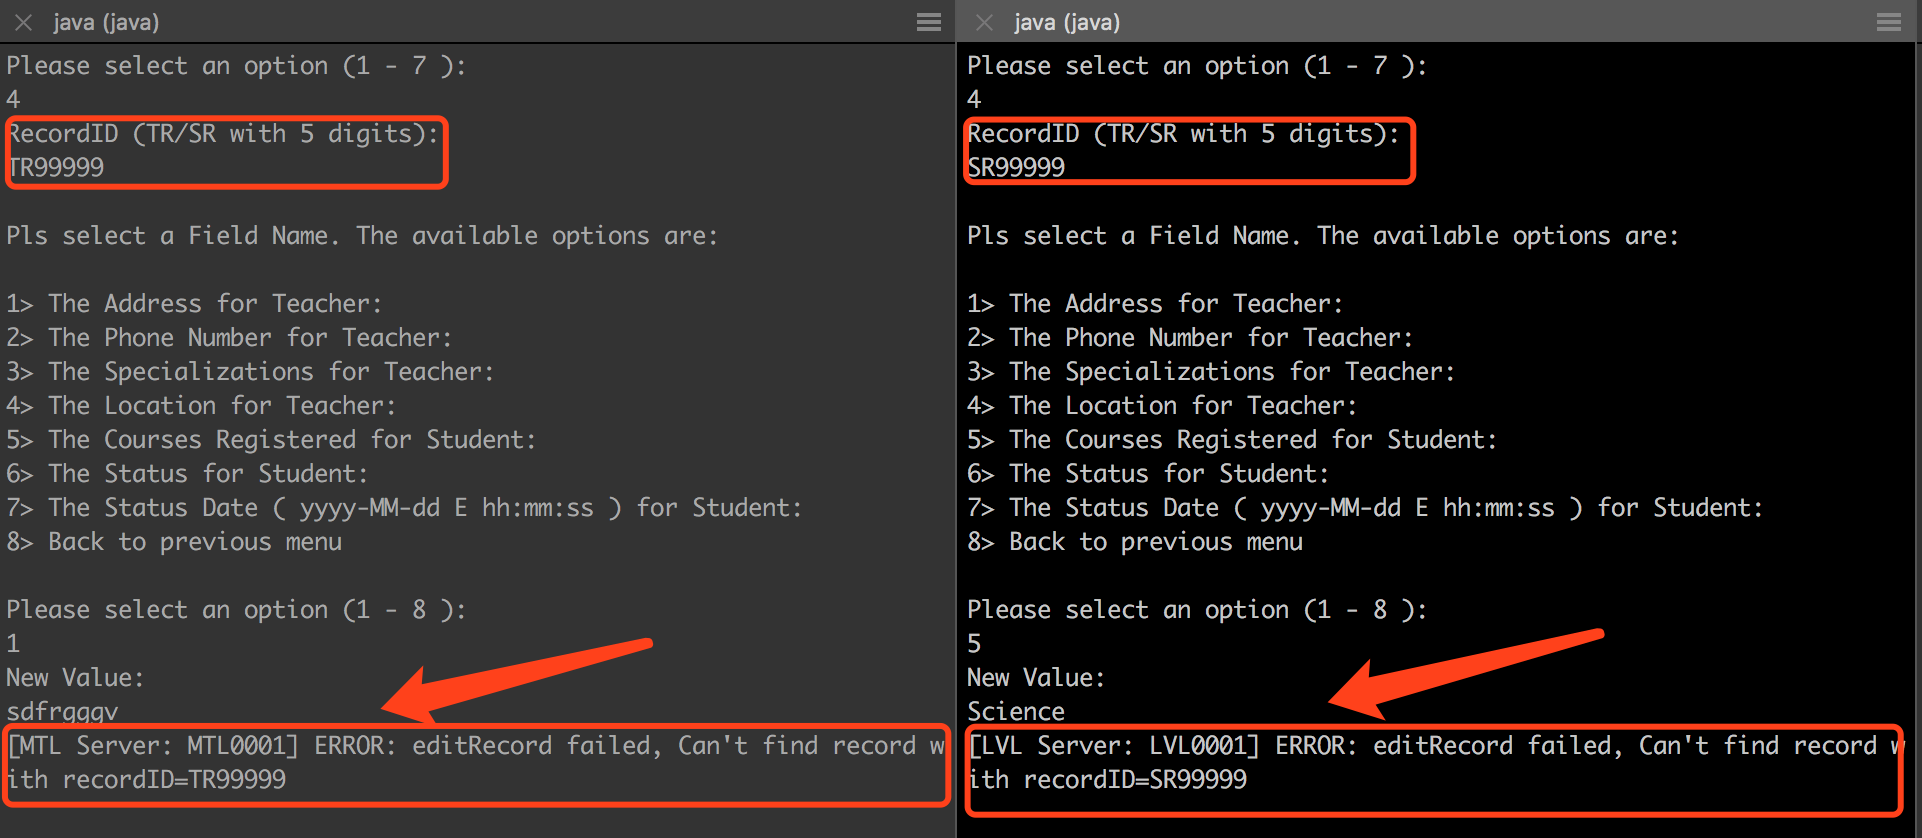 java (java)
Please select an option (1 - 7 ):
4
RecordID (TR/SR with 5 digits):
TR99999
Pls select a Field Name. The available options are:
1> The Address for Teacher:
2> The Phone Number for Teacher:
3> The Specializations for Teacher:
4> The Location for Teacher:
5> The Courses Registered for Student:
6> The Status for Student:
7> The Status Date ( yyyy-MM-dd E hh:mm:ss ) for Student:
8> Back to previous menu
Please select an option (1 - 8 ):
1
New Value:
sdfrgggv
[MTL Server: MTL0001] ERROR: editRecord failed, Can't find record w
ith recordID=TR99999
java (java)
Please select an option (1 - 7 ):
4
RecordID (TR/SR with 5 digits):
SR99999
Pls select a Field Name. The available options are:
1> The Address for Teacher:
2> The Phone Number for Teacher:
3> The Specializations for Teacher:
4> The Location for Teacher:
5> The Courses Registered for Student:
6> The Status for Student:
7> The Status Date ( yyyy-MM-dd E hh:mm:ss ) for Student:
8> Back to previous menu
Please select an option (1 - 8 ):
5
New Value:
Science
[LVL Server: LVL0001] ERROR: editRecord failed, Can't find record w
ith recordID=SR99999